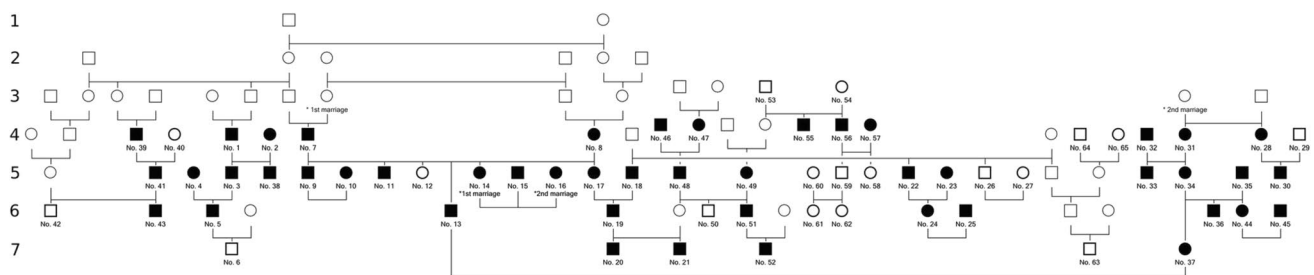 1
2
3
No. 53
No. 54
* 1st marriage
* 2nd marriage
4
No. 39
No. 40
No. 1
No. 2
No. 7
No. 8
No. 46
No. 47
No. 55
No. 56
No. 57
No. 64
No. 65
No. 32
No. 31
No. 28
No. 29
5
No. 41
No. 4
No. 3
No. 38
No. 9
No. 10
No. 11
No. 12
No. 14
No. 15
No. 16
No. 17
No. 18
No. 48
No. 49
No. 60
No. 59
No. 58
No. 22
No. 23
No. 26
No. 27
No. 33
No. 34
No. 35
No. 30
*1st marriage
*2nd marriage
6
No. 42
No. 43
No. 5
No. 13
No. 19
No. 50
No. 51
No. 61
No. 62
No. 24
No. 25
No. 36
No. 44
No. 45
7
No. 6
No. 20
No. 21
No. 52
No. 63
No. 37